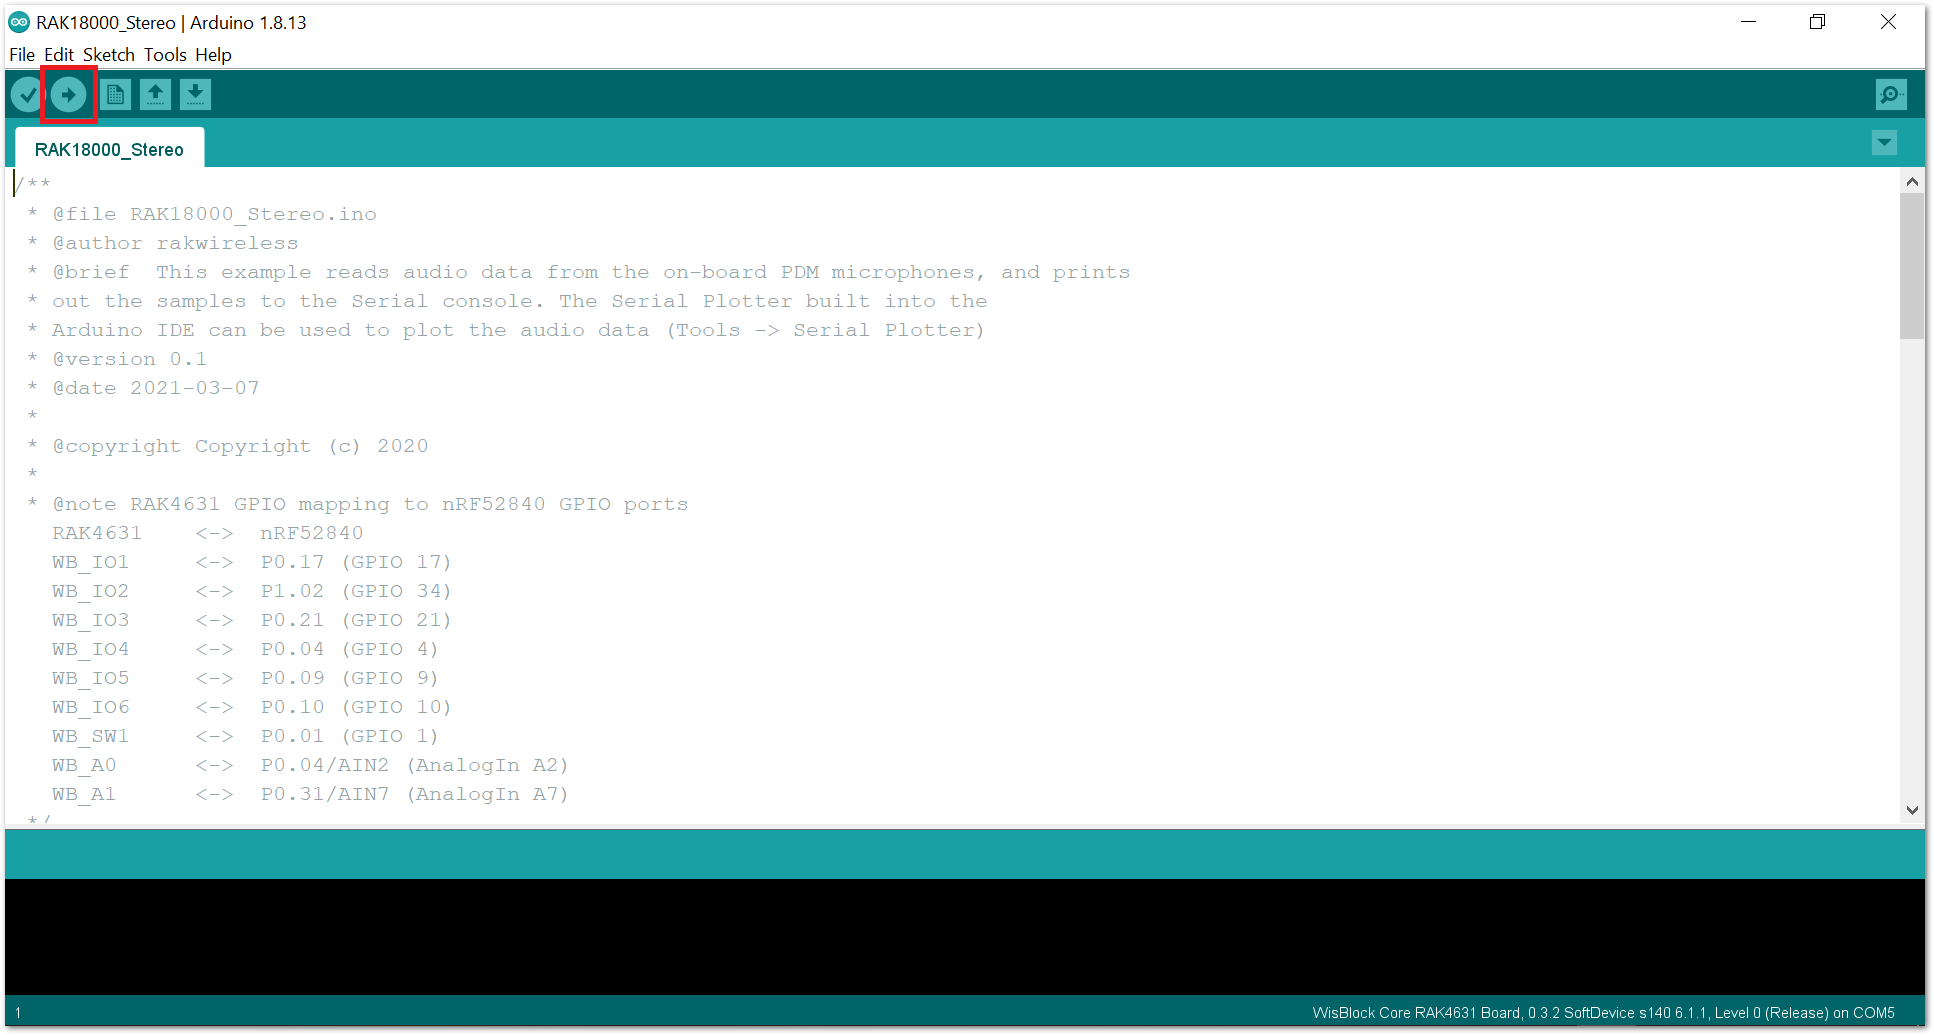 RAK18000_Stereo | Arduino 1.8.13
File Edit Sketch Tools Help
RAK18000_Stereo
/**
* @file RAK18000_Stereo.ino
* @author rakwireless
* @brief  This example reads audio data from the on-board PDM microphones, and prints
* out the samples to the Serial console. The Serial Plotter built into the
* Arduino IDE can be used to plot the audio data (Tools -> Serial Plotter)
* @version 0.1
* @date 2021-03-07
*
* @copyright Copyright (c) 2020
*
* @note RAK4631 GPIO mapping to nRF52840 GPIO ports
RAK4631    <->  nRF52840
WB_IO1     <->  P0.17 (GPIO 17)
WB_IO2     <->  P1.02 (GPIO 34)
WB_IO3     <->  P0.21 (GPIO 21)
WB_IO4     <->  P0.04 (GPIO 4)
WB_IO5     <->  P0.09 (GPIO 9)
WB_IO6     <->  P0.10 (GPIO 10)
WB_SW1     <->  P0.01 (GPIO 1)
WB_A0      <->  P0.04/AIN2 (AnalogIn A2)
WB_A1      <->  P0.31/AIN7 (AnalogIn A7)
*/
1
WisBlock Core RAK4631 Board, 0.3.2 SoftDevice s140 6.1.1, Level 0 (Release) on COM5